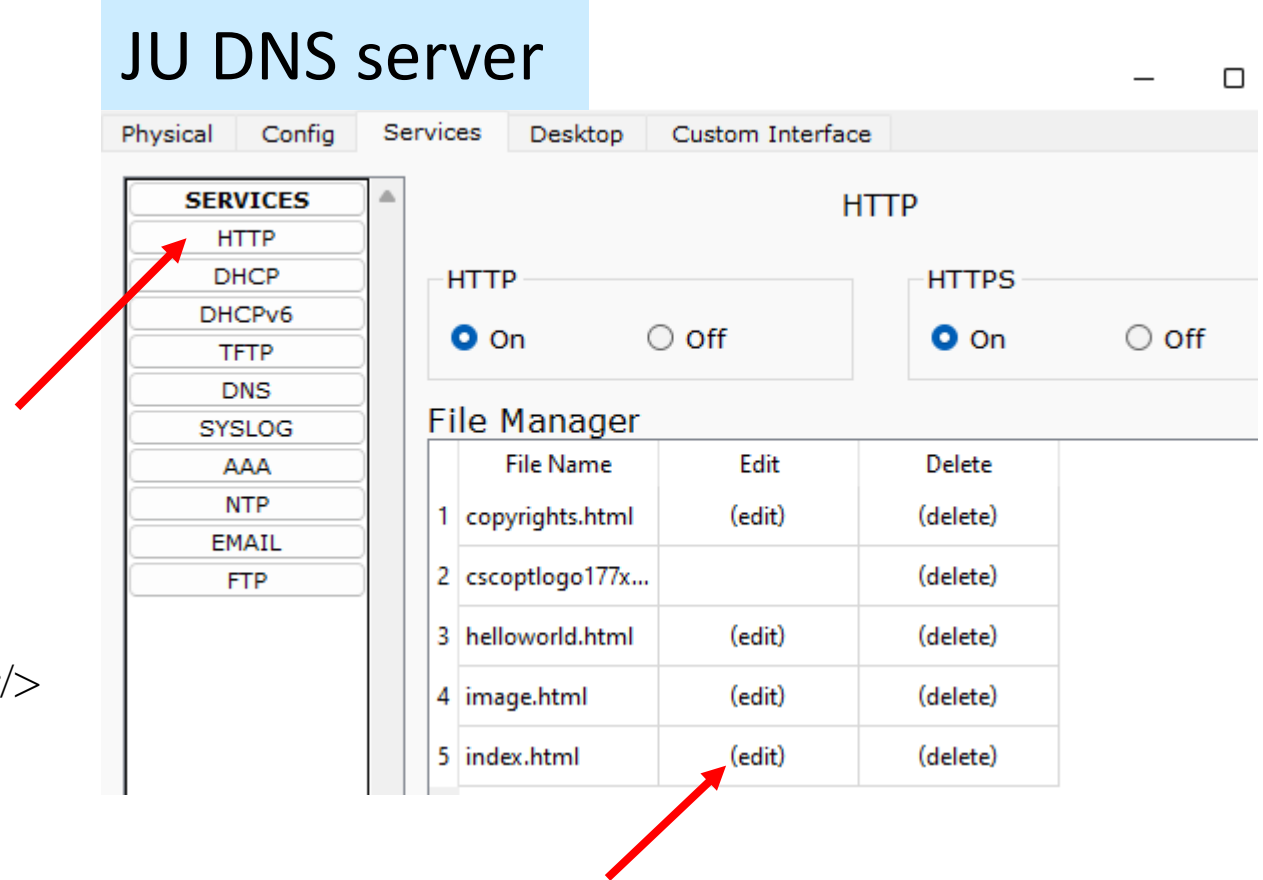 JU DNS server
Physical Config Services Desktop Custom Interface
SERVICES
HTTP
DHCP
DHCPv6
TFTP
DNS
SYSLOG
AAA
NTP
EMAIL
FTP
HTTP
HTTP
On Off
HTTPS
On Off
File Manager
File Name Edit Delete
1 copyrights.html (edit) (delete)
2 cscoptlogo177x... (delete)
3 helloworld.html (edit) (delete)
4 image.html (edit) (delete)
5 index.html (edit) (delete)
/>